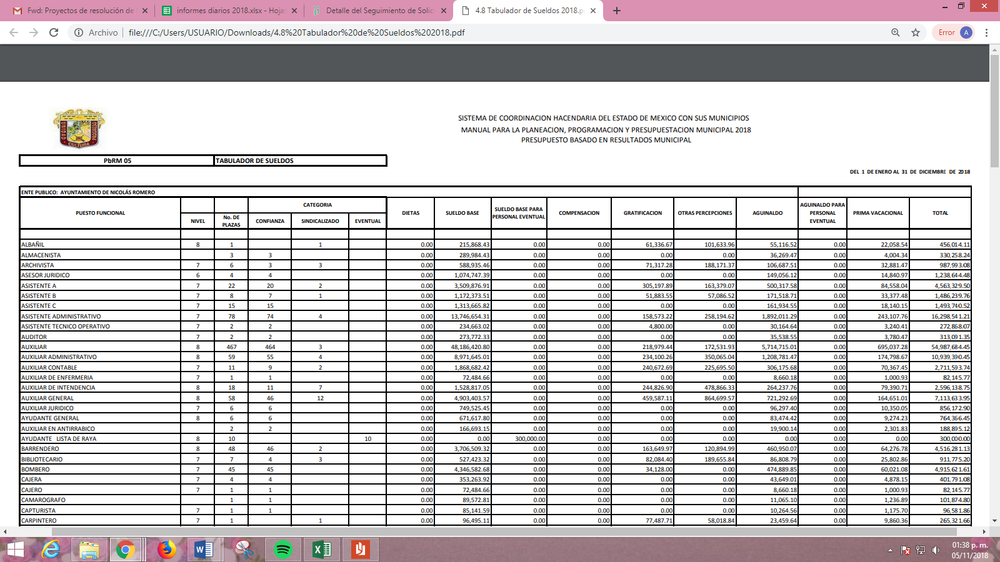 Fwd: Proyectos de resolución de
informes diarios 2018.xlsx - Hoja
Detalle del Seguimiento de Solic
4.8 Tabulador de Sueldos 2018.p
Archivo file:///C:/Users/USUARIO/Downloads/4.8%20Tabulador%20de%20Sueldos%202018.pdf Error A
UNIDAD PROGRESO CULTURA
SISTEMA DE COORDINACION HACENDARIA DEL ESTADO DE MEXICO CON SUS MUNICIPIOS
MANUAL PARA LA PLANEACION, PROGRAMACION Y PRESUPUESTACION MUNICIPAL 2018
PRESUPUESTO BASADO EN RESULTADOS MUNICIPAL
PbRM 05 TABULADOR DE SUELDOS
DEL 1 DE ENERO AL 31 DE DICIEMBRE DE 2018
ENTE PUBLICO: AYUNTAMIENTO DE NICOLÁS ROMERO
PUESTO FUNCIONAL NIVEL No. DE PLAZAS CATEGORIA CONFIANZA SINDICALIZADO EVENTUAL DIETAS SUELDO BASE SUELDO BASE PARA PERSONAL EVENTUAL COMPENSACION GRATIFICACION OTRAS PERCEPCIONES AGUINALDO AGUINALDO PARA PERSONAL EVENTUAL PRIMA VACACIONAL TOTAL
ALBAÑIL 8 1 1 0.00 215,868.43 0.00 0.00 61,336.67 101,633.96 55,116.52 0.00 22,058.54 456,014.11
ALMACENISTA 3 3 0.00 289,984.43 0.00 0.00 0.00 0.00 36,269.47 0.00 4,004.34 330,258.24
ARCHIVISTA 7 6 3 3 0.00 588,935.46 0.00 0.00 71,317.28 188,171.37 106,687.51 0.00 32,881.47 987,993.08
ASESOR JURIDICO 6 4 4 0.00 1,074,747.39 0.00 0.00 0.00 0.00 149,056.12 0.00 14,840.97 1,238,644.48
ASISTENTE A 7 22 20 2 0.00 3,509,876.91 0.00 0.00 305,197.89 163,379.07 500,317.58 0.00 84,558.04 4,563,329.50
ASISTENTE B 7 8 7 1 0.00 1,172,373.51 0.00 0.00 51,883.55 57,086.52 171,518.71 0.00 33,377.48 1,486,239.76
ASISTENTE C 7 15 15 0.00 1,313,665.82 0.00 0.00 0.00 0.00 161,934.55 0.00 18,140.15 1,493,740.52
ASISTENTE ADMINISTRATIVO 7 78 74 4 0.00 13,746,654.31 0.00 0.00 158,573.22 258,194.62 1,892,011.29 0.00 243,107.76 16,298,541.21
ASISTENTE TECNICO OPERATIVO 7 2 2 0.00 234,663.02 0.00 0.00 4,800.00 0.00 30,164.64 0.00 3,240.41 272,868.07
AUDITOR 7 2 2 0.00 273,772.33 0.00 0.00 0.00 0.00 35,538.55 0.00 3,780.47 313,091.35
AUXILIAR 8 467 464 3 0.00 48,186,420.80 0.00 0.00 218,979.44 172,531.93 5,714,715.01 0.00 695,037.28 54,987,684.45
AUXILIAR ADMINISTRATIVO 8 59 55 4 0.00 8,971,645.01 0.00 0.00 234,100.26 350,065.04 1,208,781.47 0.00 174,798.67 10,939,390.45
AUXILIAR CONTABLE 7 11 9 2 0.00 1,868,682.42 0.00 0.00 240,672.69 225,695.50 306,175.68 0.00 70,367.45 2,711,593.74
AUXILIAR DE ENFERMERIA 7 1 1 0.00 72,484.66 0.00 0.00 0.00 0.00 8,660.18 0.00 1,000.93 82,145.77
AUXILIAR DE INTENDENCIA 8 18 11 7 0.00 1,528,817.05 0.00 0.00 244,826.90 478,866.33 264,237.76 0.00 79,390.71 2,596,138.75
AUXILIAR GENERAL 8 58 46 12 0.00 4,903,403.57 0.00 0.00 459,587.11 864,699.57 721,292.69 0.00 164,651.01 7,113,633.95
AUXILIAR JURIDICO 7 6 6 0.00 749,525.45 0.00 0.00 0.00 0.00 96,297.40 0.00 10,350.05 856,172.90
AYUDANTE GENERAL 8 6 6 0.00 671,617.80 0.00 0.00 0.00 0.00 83,474.42 0.00 9,274.23 764,366.45
AUXILIAR EN ANTIRRABICO 2 2 0.00 166,693.15 0.00 0.00 0.00 0.00 19,900.14 0.00 2,301.83 188,895.12
AYUDANTE LISTA DE RAYA 8 10 10 0.00 0.00 300,000.00 0.00 0.00 0.00 0.00 0.00 0.00 300,000.00
BARRENDERO 8 48 46 2 0.00 3,706,509.32 0.00 0.00 163,649.97 120,894.99 460,950.07 0.00 64,276.78 4,516,281.13
BIBLIOTECARIO 7 7 4 3 0.00 527,423.32 0.00 0.00 82,084.40 189,655.84 86,808.79 0.00 25,802.86 911,775.20
BOMBERO 7 45 45 0.00 4,346,582.68 0.00 0.00 34,128.00 0.00 474,889.85 0.00 60,021.08 4,915,621.61
CAJERA 7 4 4 0.00 353,263.92 0.00 0.00 0.00 0.00 43,649.01 0.00 4,878.15 401,791.08
CAJERO 7 1 1 0.00 72,484.66 0.00 0.00 0.00 0.00 8,660.18 0.00 1,000.93 82,145.77
CAMAROGRAFO 1 1 0.00 89,572.81 0.00 0.00 0.00 0.00 11,065.10 0.00 1,236.89 101,874.80
CAPTURISTA 7 1 1 0.00 85,141.59 0.00 0.00 0.00 0.00 10,264.56 0.00 1,175.70 96,581.86
CARPINTERO 7 1 1 0.00 96,495.11 0.00 0.00 77,487.71 58,018.84 23,459.64 0.00 9,860.36 265,321.66
01:38 p. m.
05/11/2018